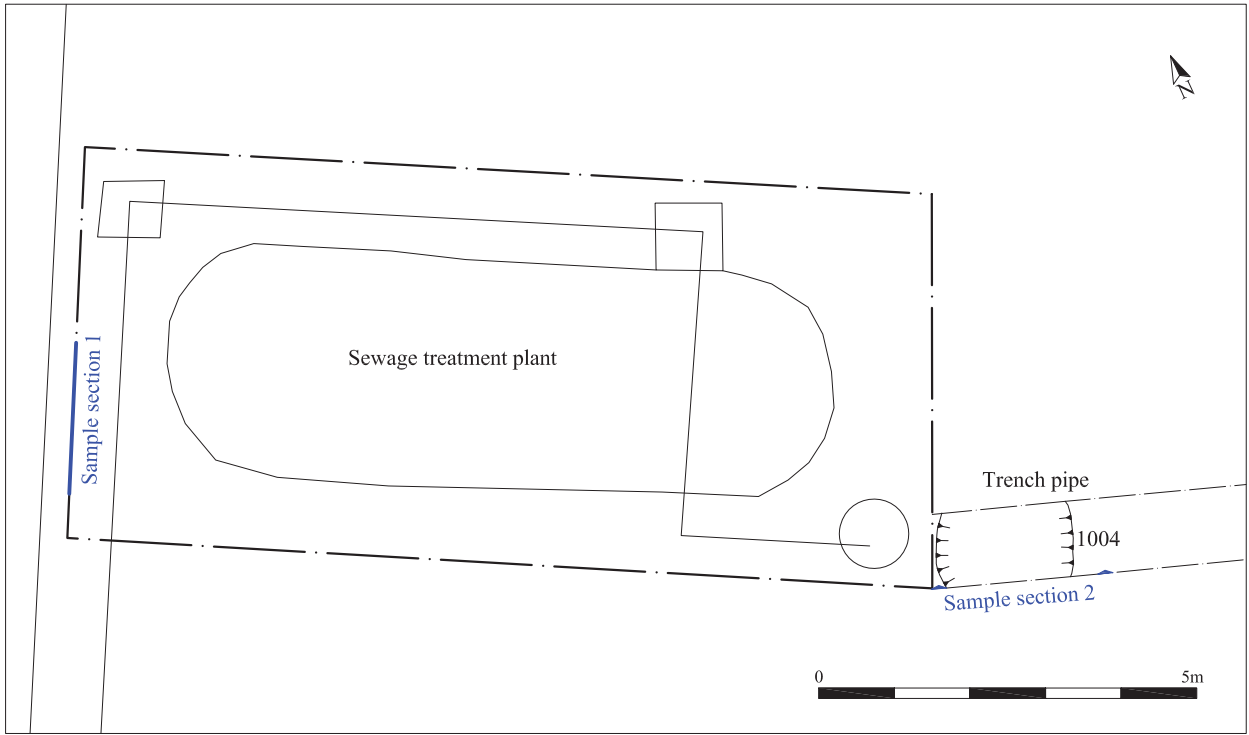 N
Sample section 1
Sewage treatment plant
Trench pipe
1004
Sample section 2
0
5m